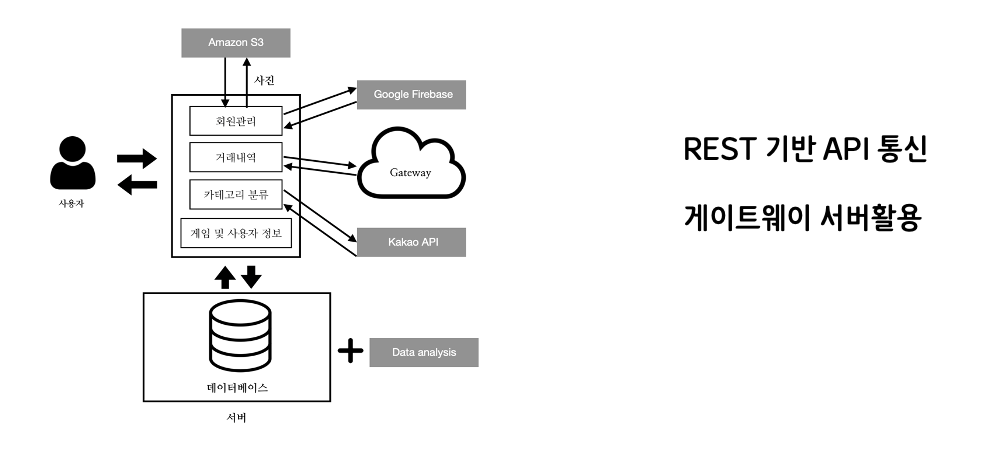 Amazon S3
사진
Google Firebase
회원관리
거래내역
Gateway
카테고리 분류
게임 및 사용자 정보
Kakao API
사용자
데이터베이스
Data analysis
서버
REST 기반 API 통신
게이트웨이 서버활용